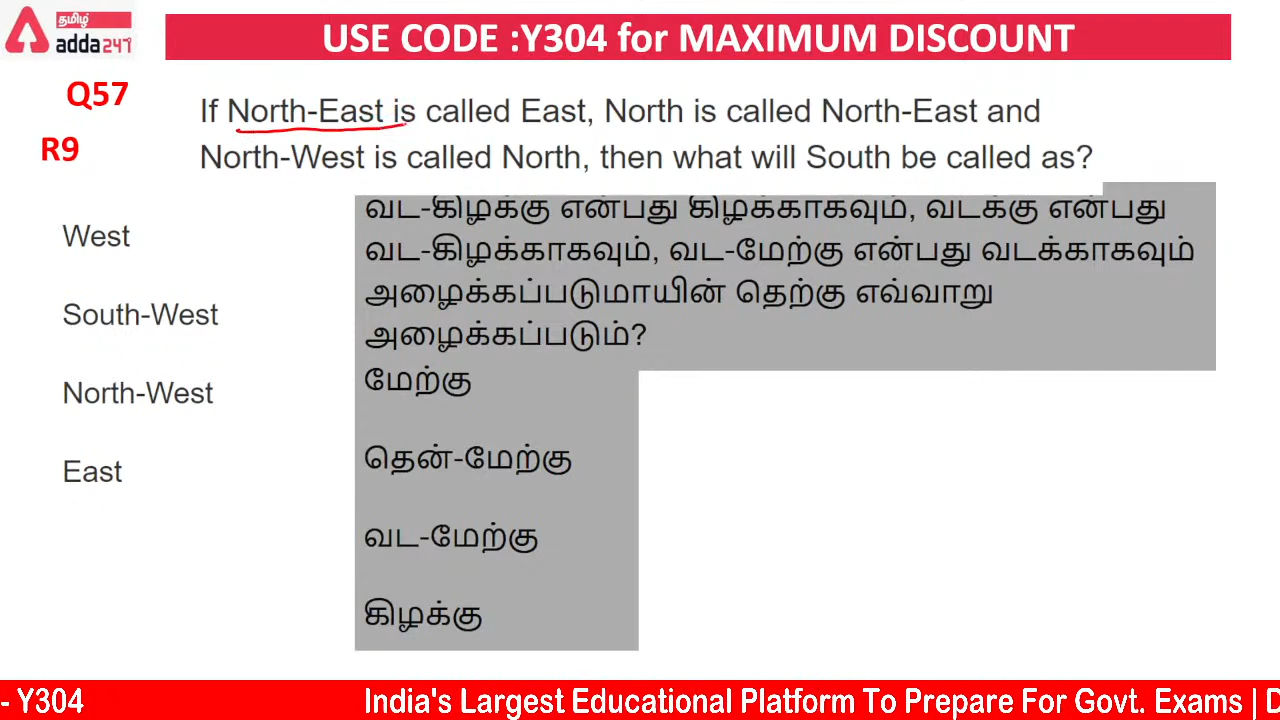 தமிழ்
adda247
USE CODE :Y304 for MAXIMUM DISCOUNT
Q57
R9
If North-East is called East, North is called North-East and
North-West is called North, then what will South be called as?
வட-கிழக்கு என்பது கிழக்காகவும், வடக்கு என்பது
வட-கிழக்காகவும், வட-மேற்கு என்பது வடக்காகவும்
அழைக்கப்படுமாயின் தெற்கு எவ்வாறு
அழைக்கப்படும்?
West
South-West
North-West
East
மேற்கு
தென்-மேற்கு
வட-மேற்கு
கிழக்கு
- Y304 India's Largest Educational Platform To Prepare For Govt. Exams | D